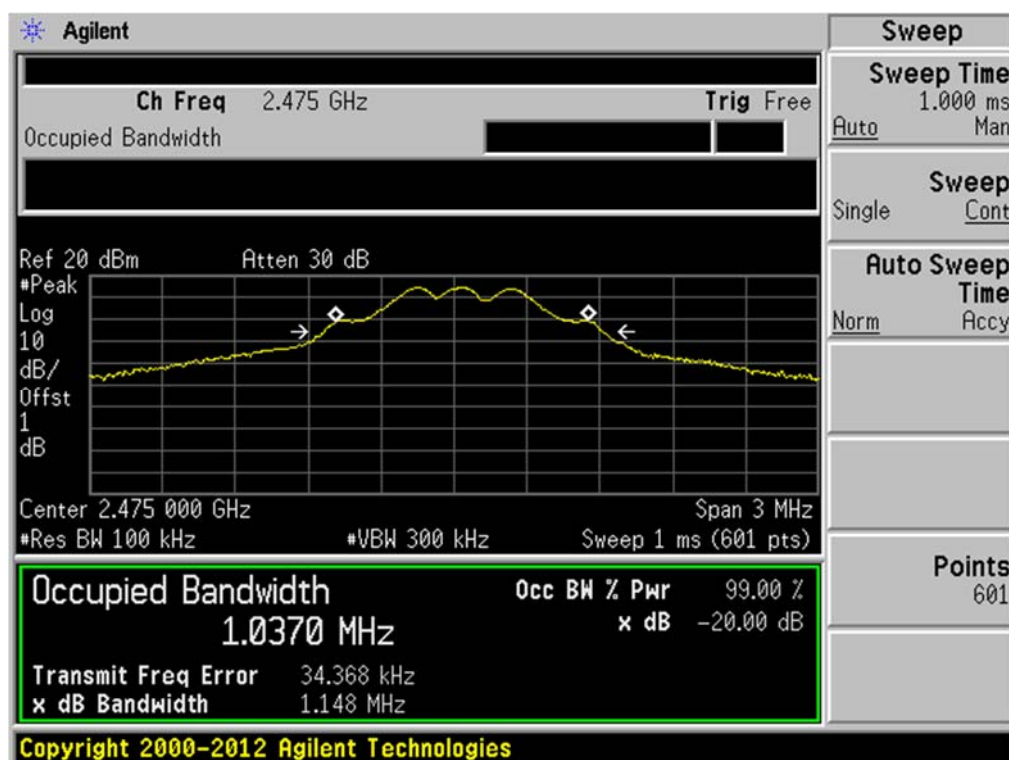 Agilent
Sweep
Ch Freq 2.475 GHz Trig Free
Occupied Bandwidth
Sweep Time
1.000 ms
Auto Man
Sweep
Single Cont
Auto Sweep
Time
Norm Accy
Points
601
Ref 20 dBm Atten 30 dB
#Peak
Log
10
dB/
Offst
1
dB
Center 2.475 000 GHz Span 3 MHz
#Res BW 100 kHz #VBW 300 kHz Sweep 1 ms (601 pts)
Occupied Bandwidth Occ BW % Pwr 99.00 %
1.0370 MHz x dB -20.00 dB
Transmit Freq Error 34.368 kHz
x dB Bandwidth 1.148 MHz
Copyright 2000-2012 Agilent Technologies